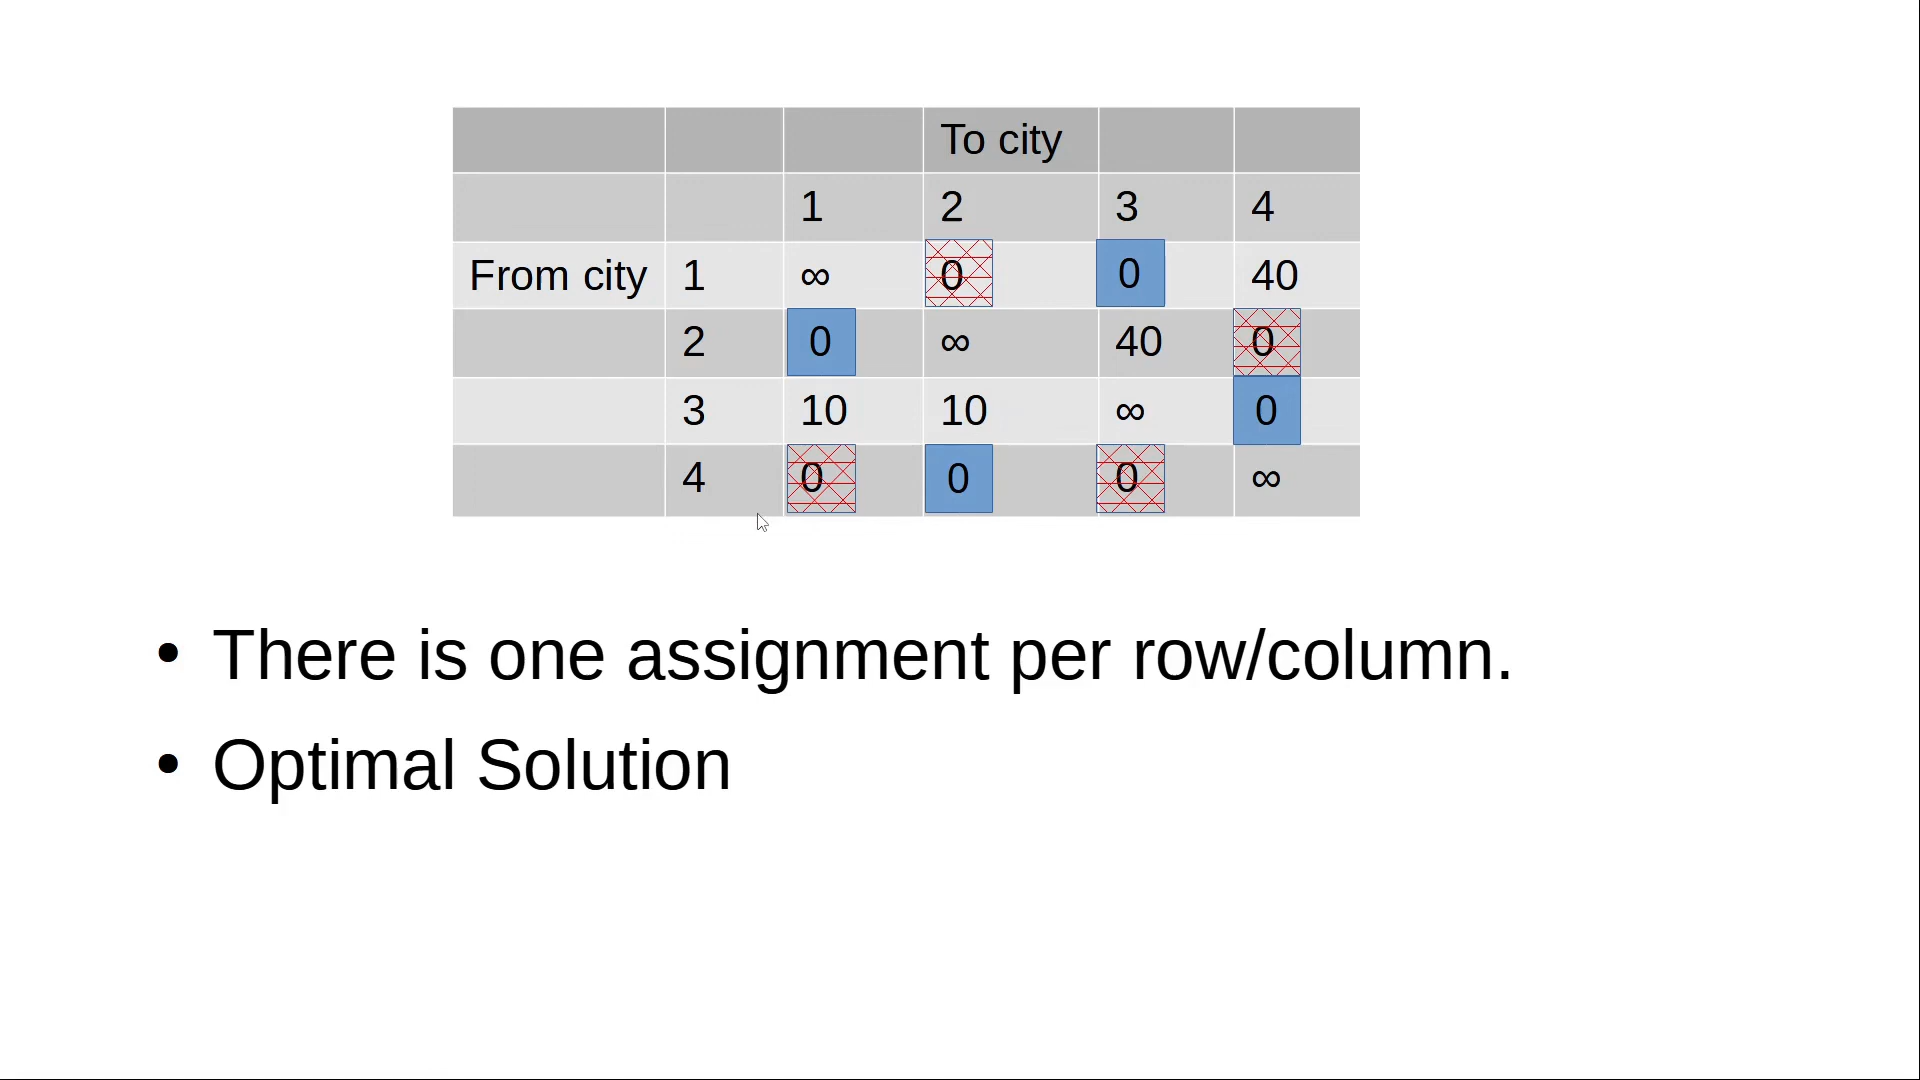 To city
1 2 3 4
From city 1 ∞ 0 0 40
2 0 ∞ 40 0
3 10 10 ∞ 0
4 0 0 0 ∞
• There is one assignment per row/column.
• Optimal Solution